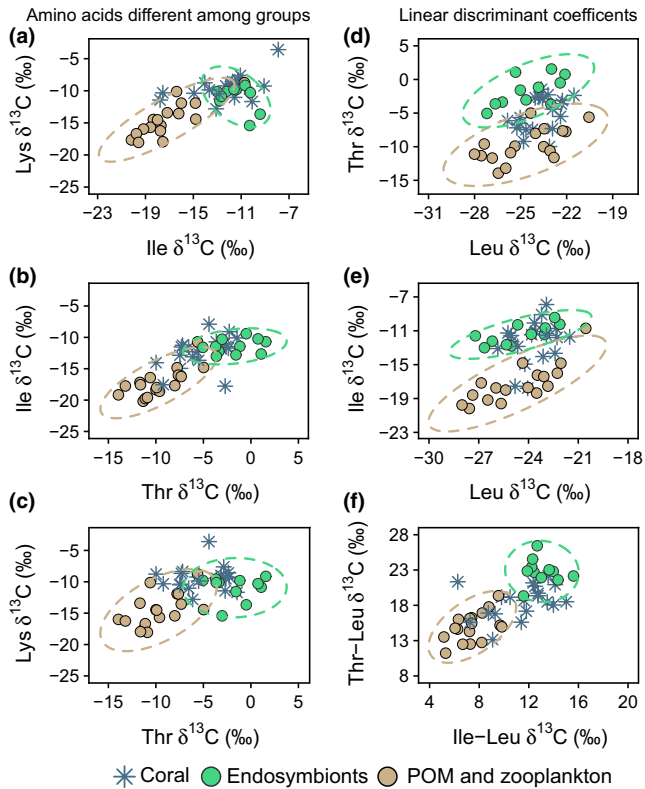 Amino acids different among groups
Linear discriminant coefficents
(a)
Lys δ¹³C (‰)
−5
−10
−15
−20
−25
−23 −19 −15 −11 −7
Ile δ¹³C (‰)
(d)
Thr δ¹³C (‰)
5
0
−5
−10
−15
−31 −28 −25 −22 −19
Leu δ¹³C (‰)
(b)
Ile δ¹³C (‰)
−5
−10
−15
−20
−25
−15 −10 −5 0 5
Thr δ¹³C (‰)
(e)
Ile δ¹³C (‰)
−7
−11
−15
−19
−23
−30 −27 −24 −21 −18
Leu δ¹³C (‰)
(c)
Lys δ¹³C (‰)
−5
−10
−15
−20
−25
−15 −10 −5 0 5
Thr δ¹³C (‰)
(f)
Thr−Leu δ¹³C (‰)
28
23
18
13
8
4 8 12 16 20
Ile−Leu δ¹³C (‰)
Coral Endosymbionts POM and zooplankton